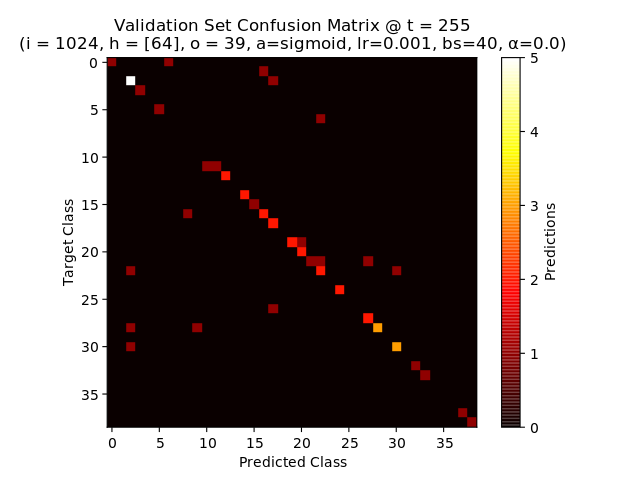 Validation Set Confusion Matrix @ t = 255
(i = 1024, h = [64], o = 39, a=sigmoid, lr=0.001, bs=40, α=0.0)
0
5
10
15
20
25
30
35
Target Class
0 5 10 15 20 25 30 35
Predicted Class
5
4
3
2
1
0
Predictions